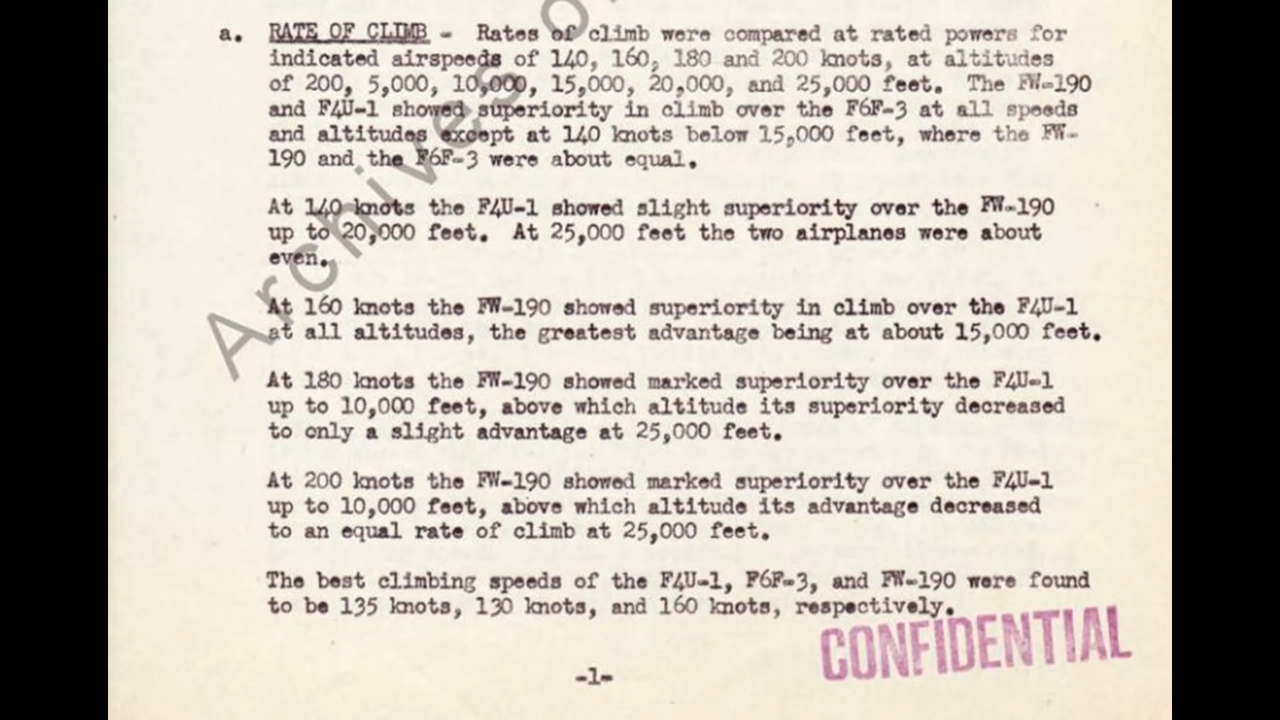 a. RATE OF CLIMB - Rates of climb were compared at rated powers for
indicated airspeeds of 140, 160, 180 and 200 knots, at altitudes
of 200, 5,000, 10,000, 15,000, 20,000, and 25,000 feet. The FW-190
and F4U-1 showed superiority in climb over the F6F-3 at all speeds
and altitudes except at 140 knots below 15,000 feet, where the FW-
190 and the F6F-3 were about equal.
At 140 knots the F4U-1 showed slight superiority over the FW-190
up to 20,000 feet. At 25,000 feet the two airplanes were about
even.
At 160 knots the FW-190 showed superiority in climb over the F4U-1
at all altitudes, the greatest advantage being at about 15,000 feet.
At 180 knots the FW-190 showed marked superiority over the F4U-1
up to 10,000 feet, above which altitude its superiority decreased
to only a slight advantage at 25,000 feet.
At 200 knots the FW-190 showed marked superiority over the F4U-1
up to 10,000 feet, above which altitude its advantage decreased
to an equal rate of climb at 25,000 feet.
The best climbing speeds of the F4U-1, F6F-3, and FW-190 were found
to be 135 knots, 130 knots, and 160 knots, respectively.
CONFIDENTIAL
-1-
Archives o